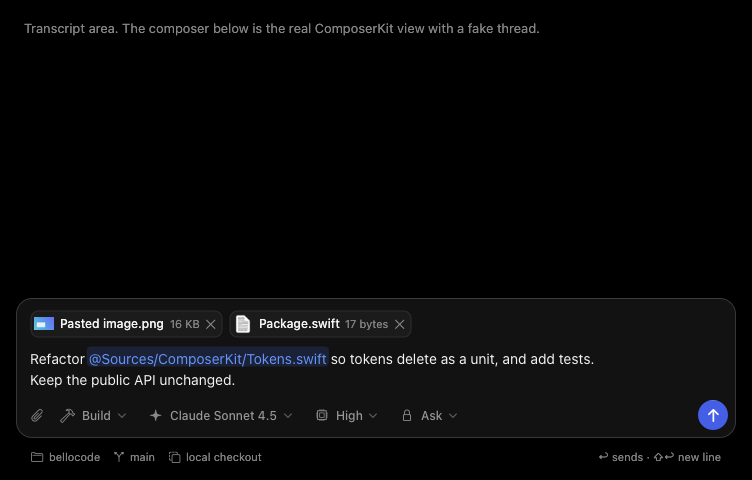 Transcript area. The composer below is the real ComposerKit view with a fake thread.
Pasted image.png 16 KB
Package.swift 17 bytes
Refactor @Sources/ComposerKit/Tokens.swift so tokens delete as a unit, and add tests.
Keep the public API unchanged.
Build Claude Sonnet 4.5 High Ask
bellocode main local checkout
↩ sends · ⇧↩ new line